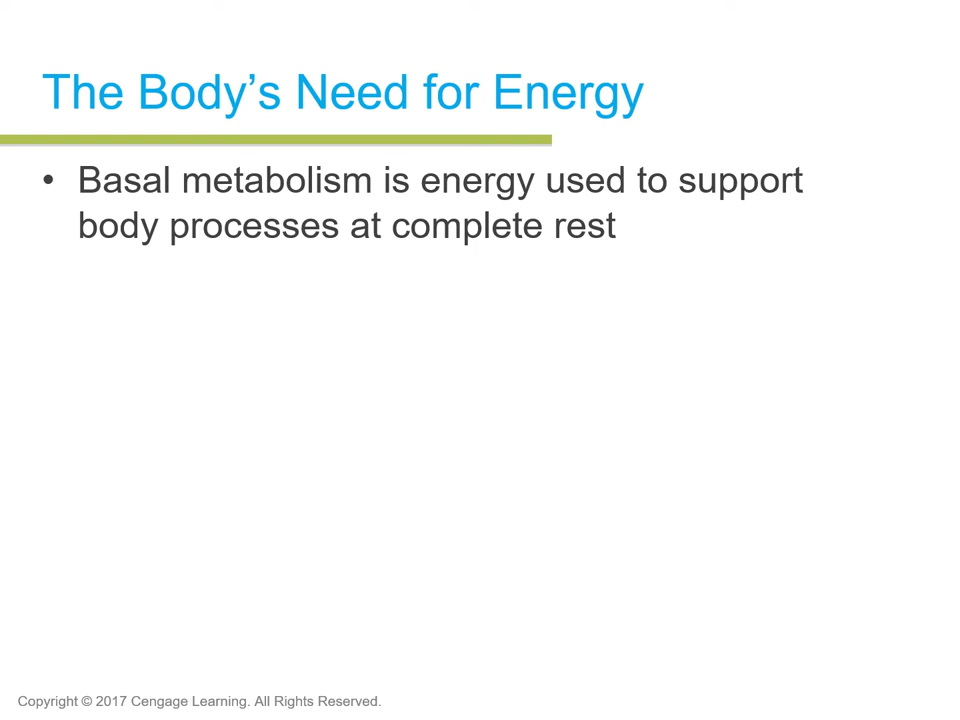 The Body’s Need for Energy
• Basal metabolism is energy used to support
body processes at complete rest
Copyright © 2017 Cengage Learning. All Rights Reserved.